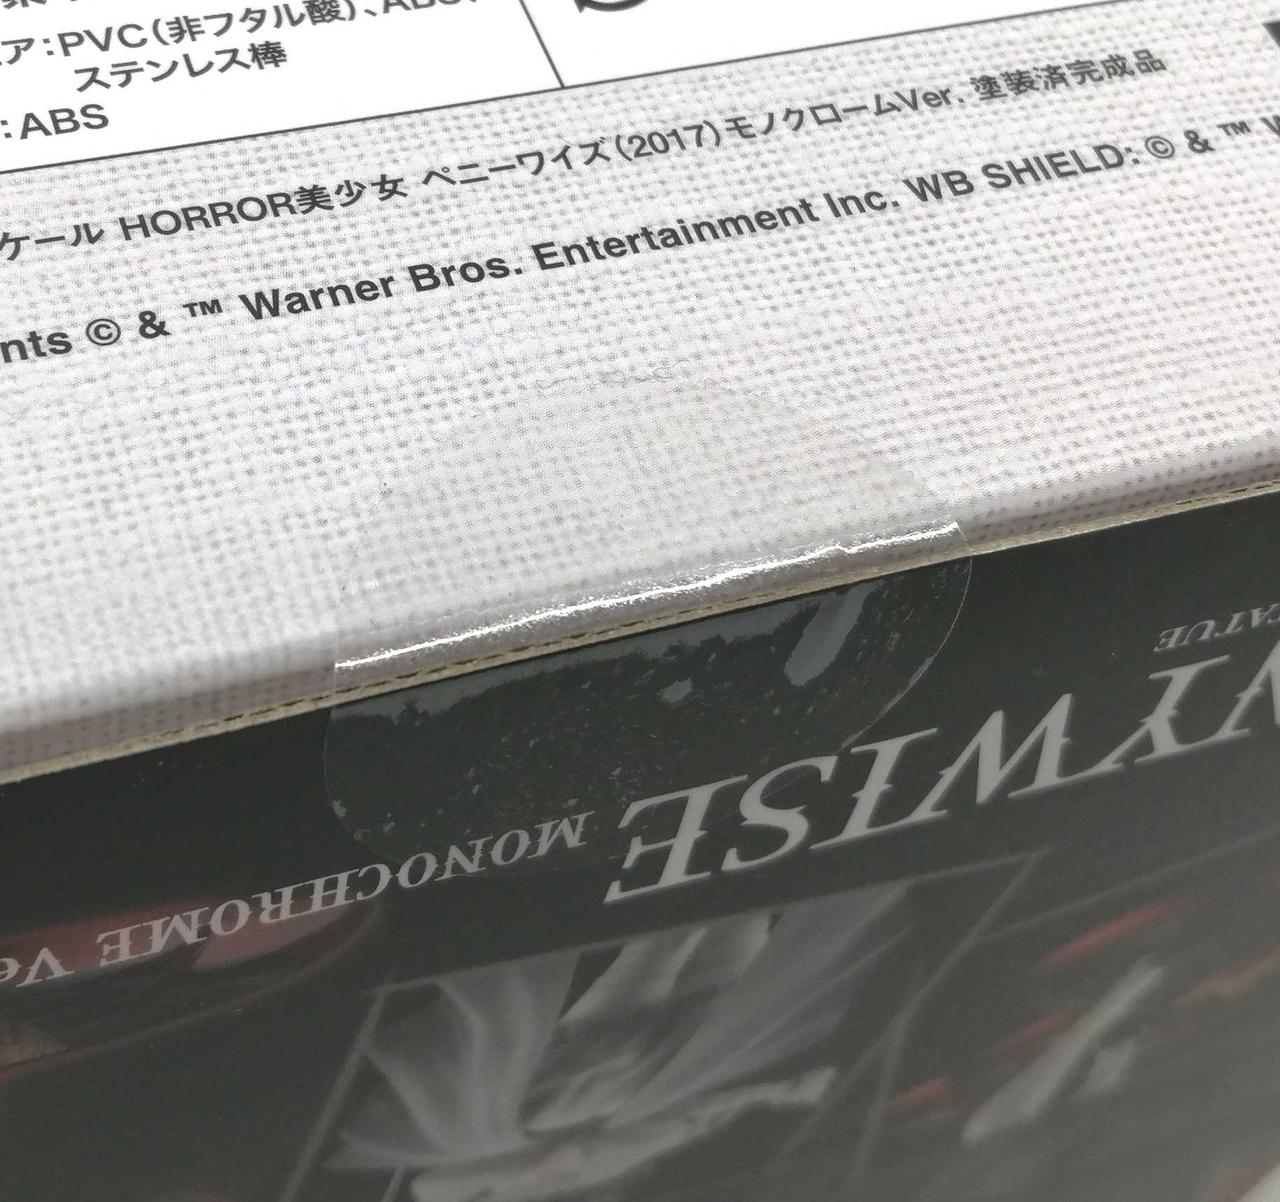 ア:PVC(非フタル酸)、ABS、
ステンレス棒
:ABS
ケール HORROR美少女 ペニーワイズ(2017)モノクロームVer. 塗装済完成品
nts © & ™ Warner Bros. Entertainment Inc. WB SHIELD: © & ™ W
TATUE
NYWISE
MONOCHROME Ve